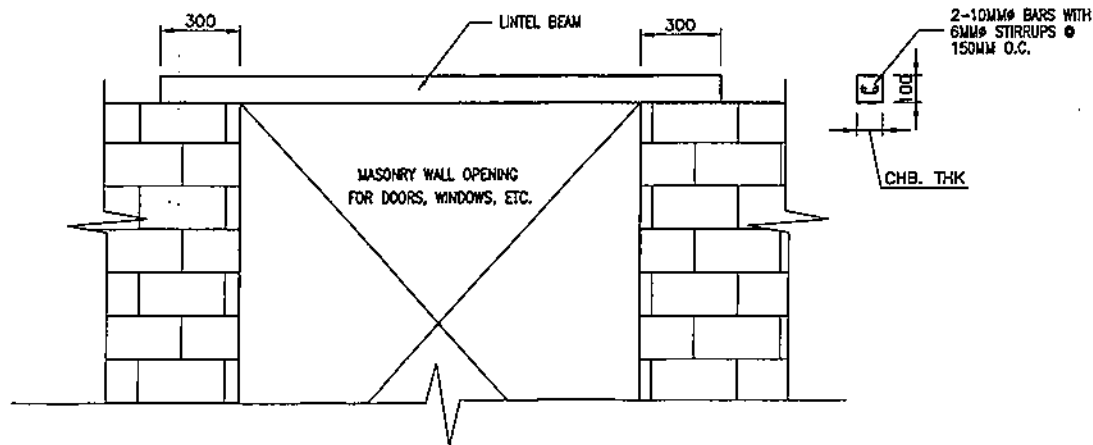 300
LINTEL BEAM
300
2-10MMø BARS WITH
6MMø STIRRUPS @
150MM O.C.
100
MASONRY WALL OPENING
FOR DOORS, WINDOWS, ETC.
CHB. THK